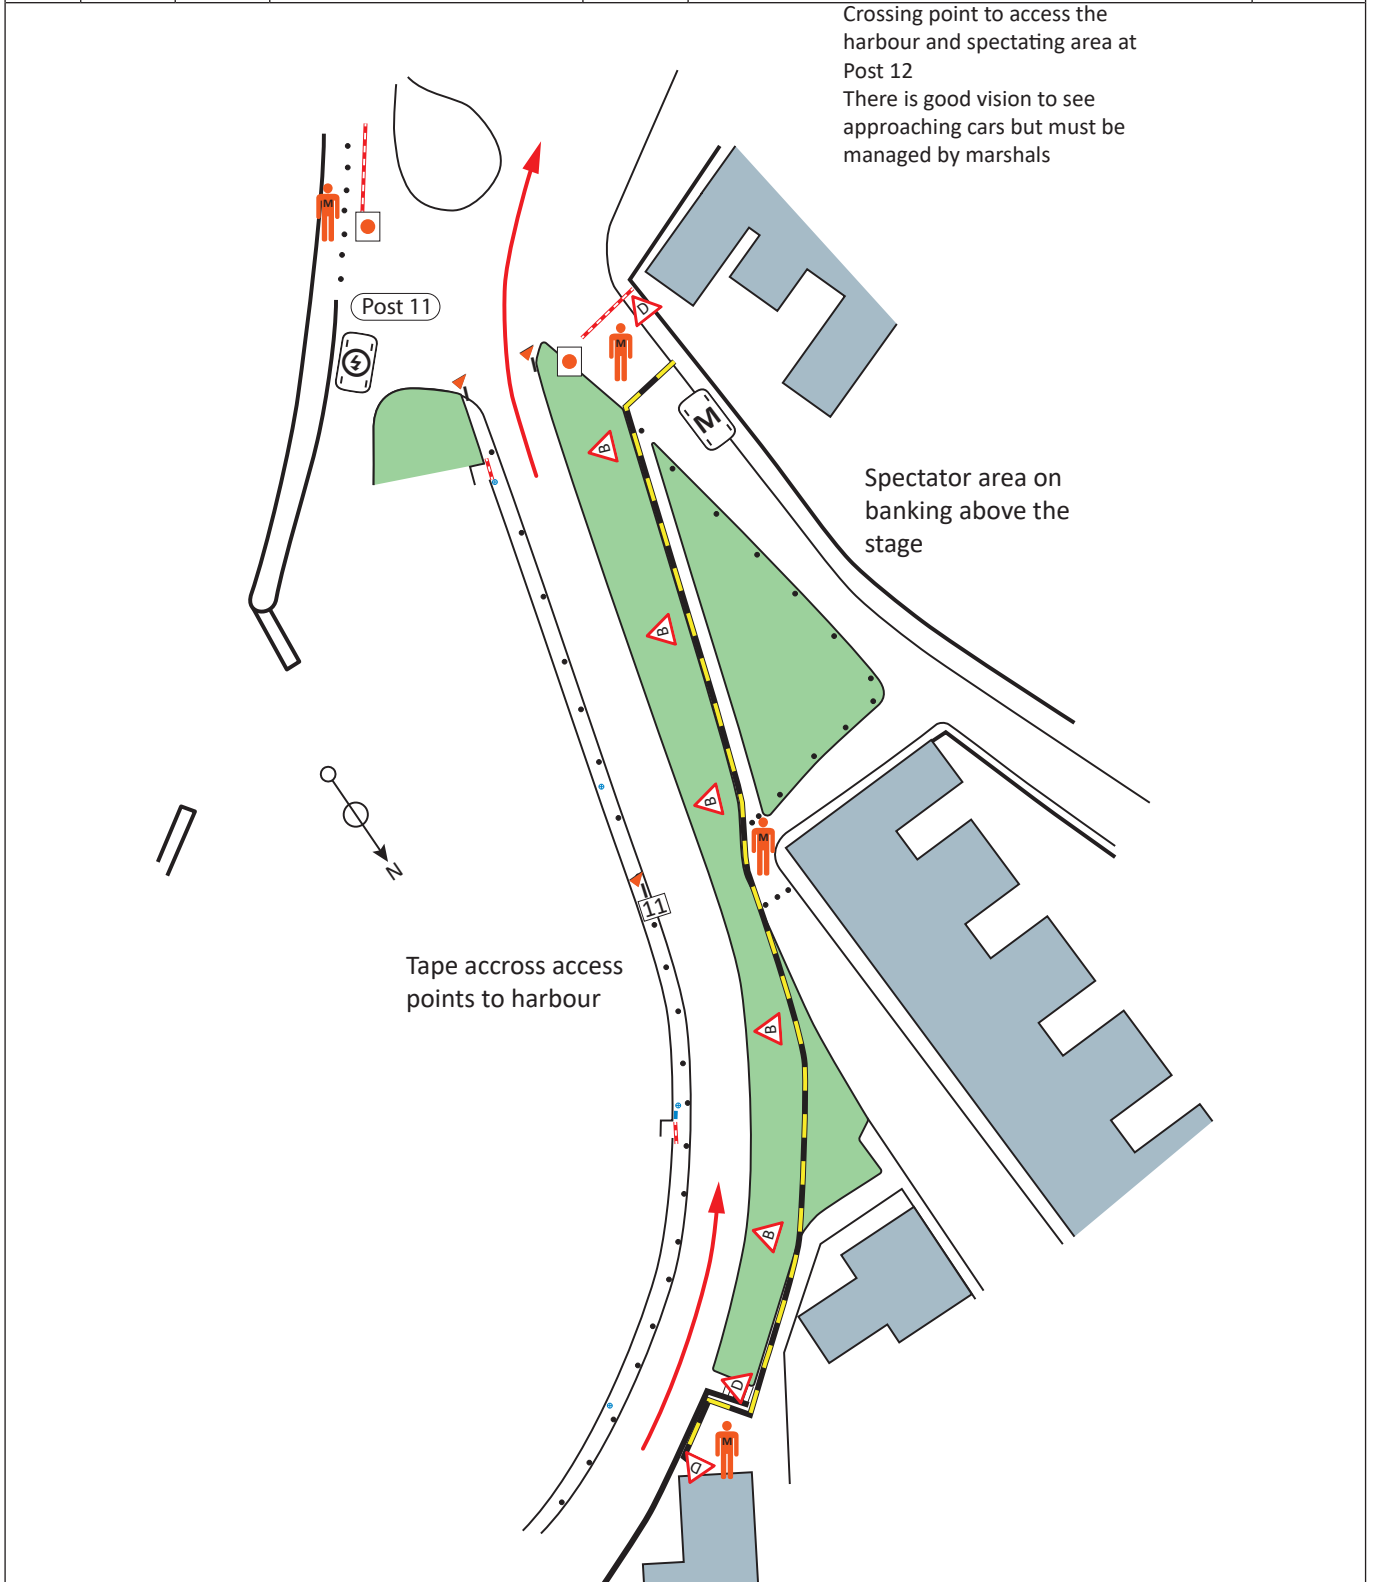 Crossing point to access the
harbour and spectating area at
Post 12
There is good vision to see
approaching cars but must be
managed by marshals
M
Post 11
D
M
M
B
Spectator area on
banking above the
stage
B
B
M
N
11
Tape accross access
points to harbour
B
B
D
M
D